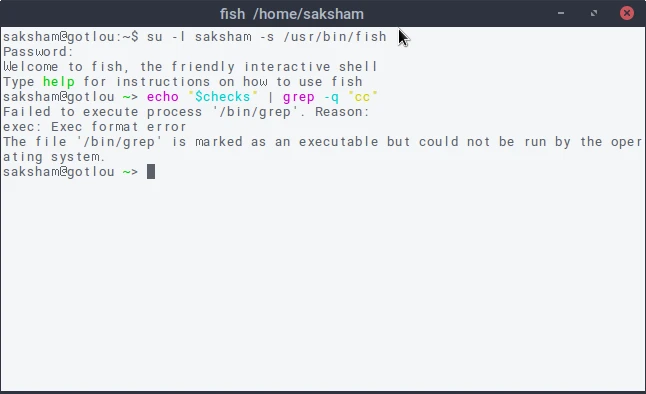 fish /home/saksham
saksham@gotlou:~$ su -l saksham -s /usr/bin/fish
Password:
Welcome to fish, the friendly interactive shell
Type help for instructions on how to use fish
saksham@gotlou ~> echo "$checks" | grep -q "cc"
Failed to execute process '/bin/grep'. Reason:
exec: Exec format error
The file '/bin/grep' is marked as an executable but could not be run by the oper
ating system.
saksham@gotlou ~>